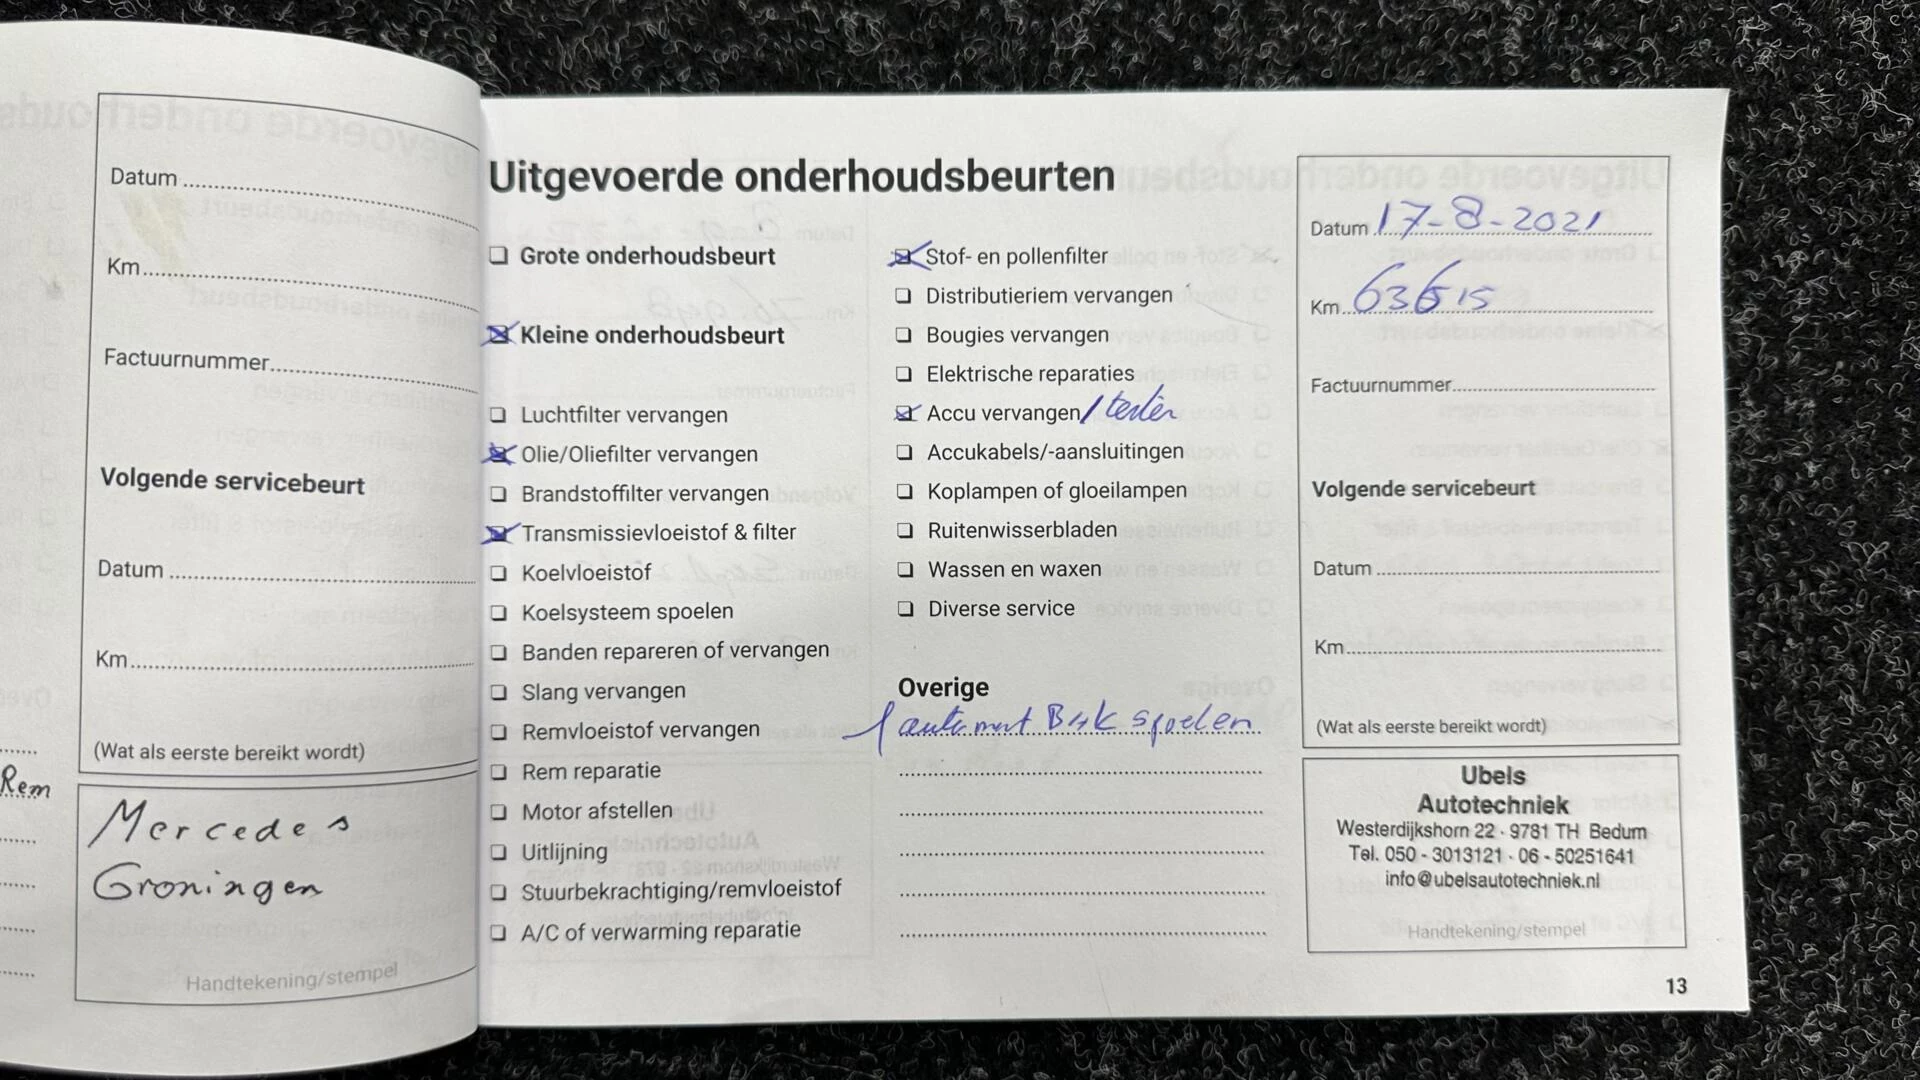 Datum
Km
Factuurnummer
Volgende servicebeurt
Datum
Km
(Wat als eerste bereikt wordt)
Rem
Mercedes
Groningen
Handtekening/stempel
Uitgevoerde onderhoudsbeurten
Grote onderhoudsbeurt
Kleine onderhoudsbeurt
Luchtfilter vervangen
Olie/Oliefilter vervangen
Brandstoffilter vervangen
Transmissievloeistof & filter
Koelvloeistof
Koelsysteem spoelen
Banden repareren of vervangen
Slang vervangen
Remvloeistof vervangen
Rem reparatie
Motor afstellen
Uitlijning
Stuurbekrachtiging/remvloeistof
A/C of verwarming reparatie
Stof- en pollenfilter
Distributieriem vervangen
Bougies vervangen
Elektrische reparaties
Accu vervangen / testen
Accukabels/-aansluitingen
Koplampen of gloeilampen
Ruitenwisserbladen
Wassen en waxen
Diverse service
Overige
automaat Bak spoelen
Datum 17-8-2021
Km 63615
Factuurnummer
Volgende servicebeurt
Datum
Km
(Wat als eerste bereikt wordt)
Ubels
Autotechniek
Westerdijkshorn 22 - 9781 TH Bedum
Tel. 050 - 3013121 - 06 - 50251641
info@ubelsautotechniek.nl
Handtekening/stempel
13